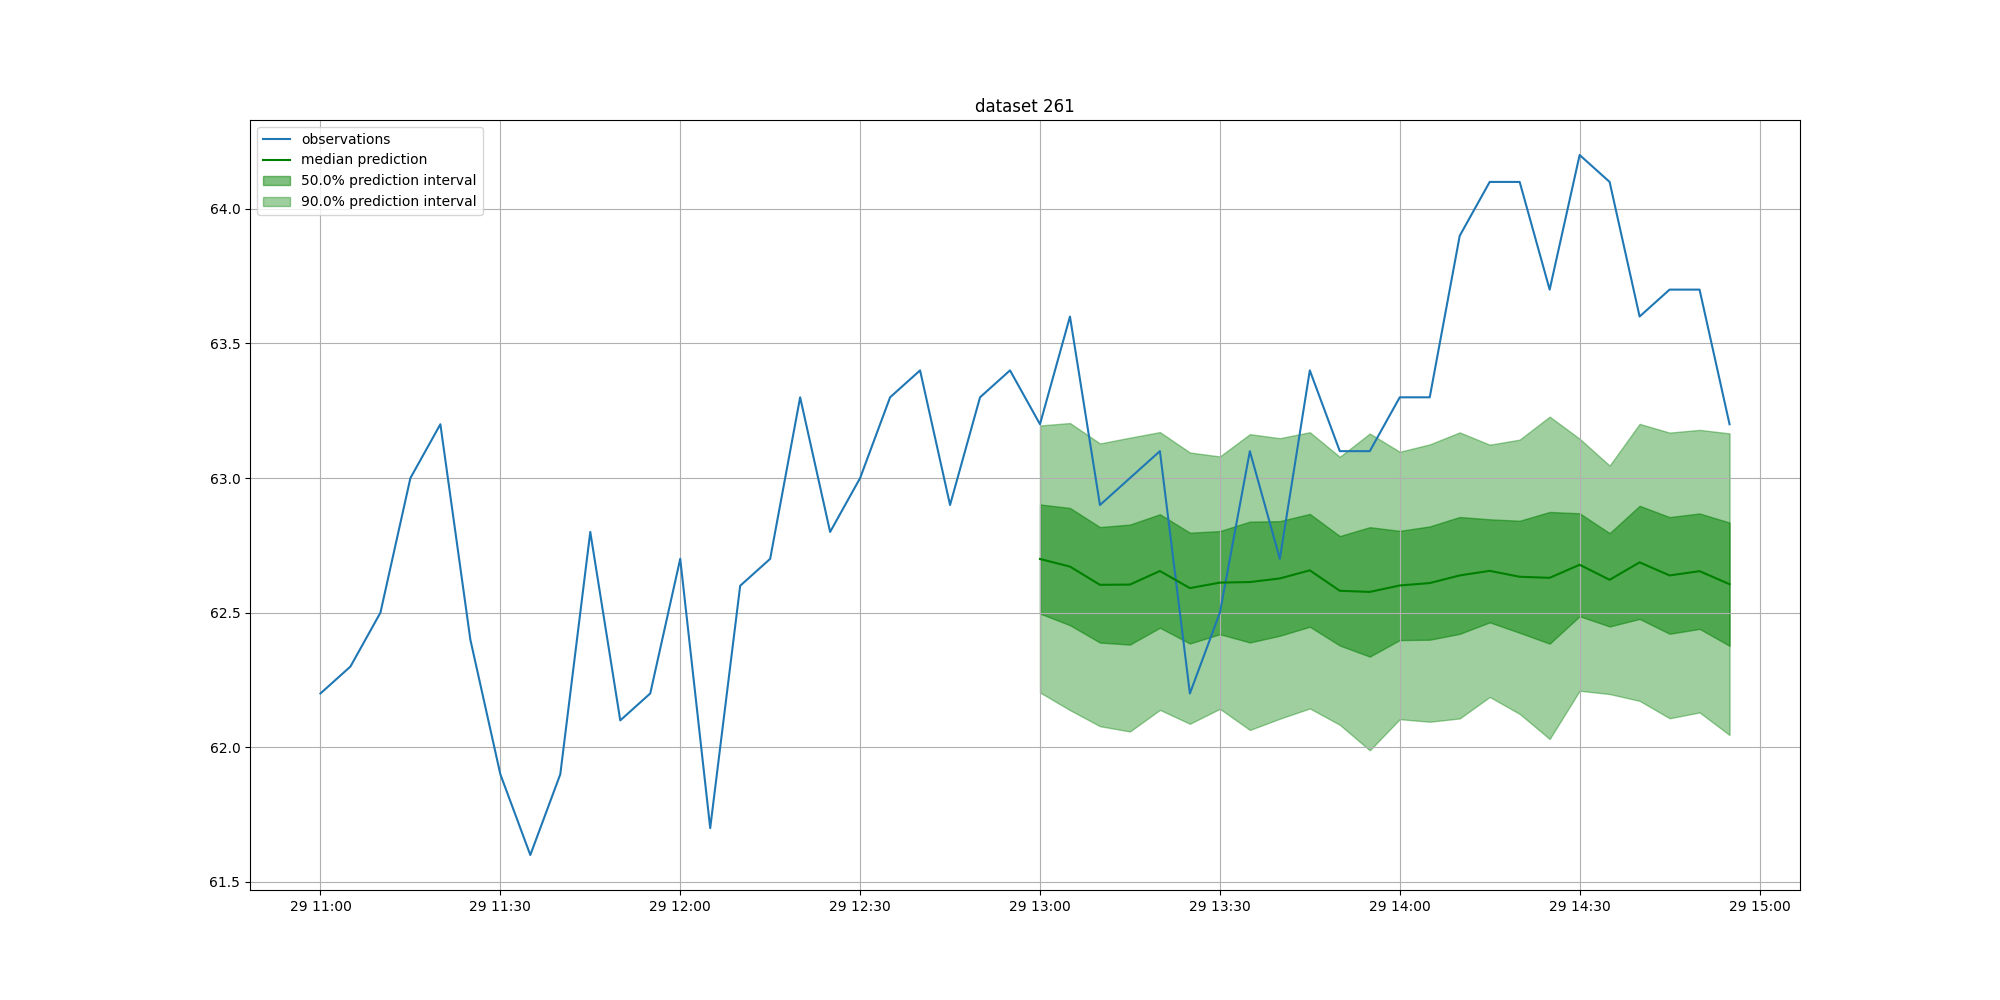 dataset 261
observations
median prediction
50.0% prediction interval
90.0% prediction interval
64.0
63.5
63.0
62.5
62.0
61.5
29 11:00 29 11:30 29 12:00 29 12:30 29 13:00 29 13:30 29 14:00 29 14:30 29 15:00